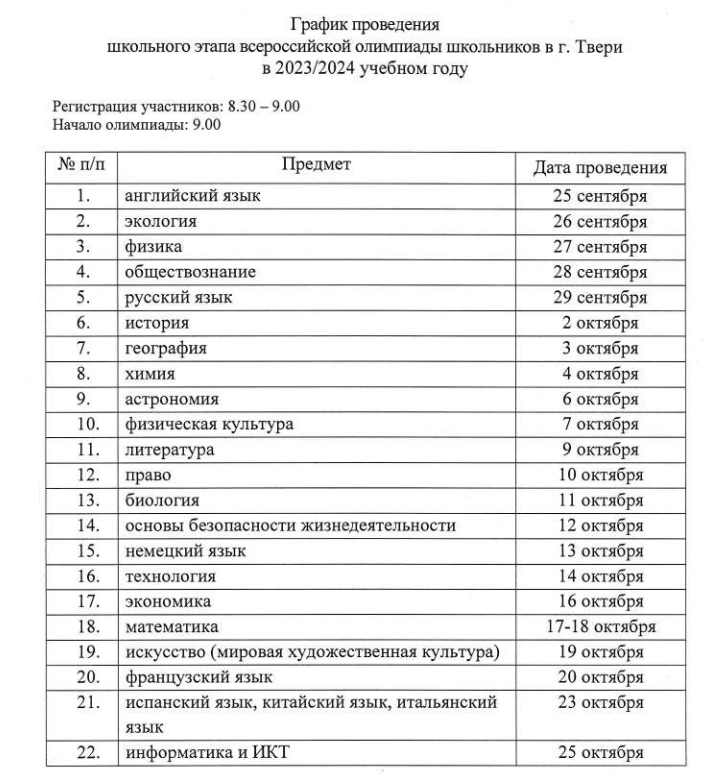 График проведения
школьного этапа всероссийской олимпиады школьников в г. Твери
в 2023/2024 учебном году
Регистрация участников: 8.30 – 9.00
Начало олимпиады: 9.00
№ п/п Предмет Дата проведения
1. английский язык 25 сентября
2. экология 26 сентября
3. физика 27 сентября
4. обществознание 28 сентября
5. русский язык 29 сентября
6. история 2 октября
7. география 3 октября
8. химия 4 октября
9. астрономия 6 октября
10. физическая культура 7 октября
11. литература 9 октября
12. право 10 октября
13. биология 11 октября
14. основы безопасности жизнедеятельности 12 октября
15. немецкий язык 13 октября
16. технология 14 октября
17. экономика 16 октября
18. математика 17-18 октября
19. искусство (мировая художественная культура) 19 октября
20. французский язык 20 октября
21. испанский язык, китайский язык, итальянский 23 октября
язык
22. информатика и ИКТ 25 октября